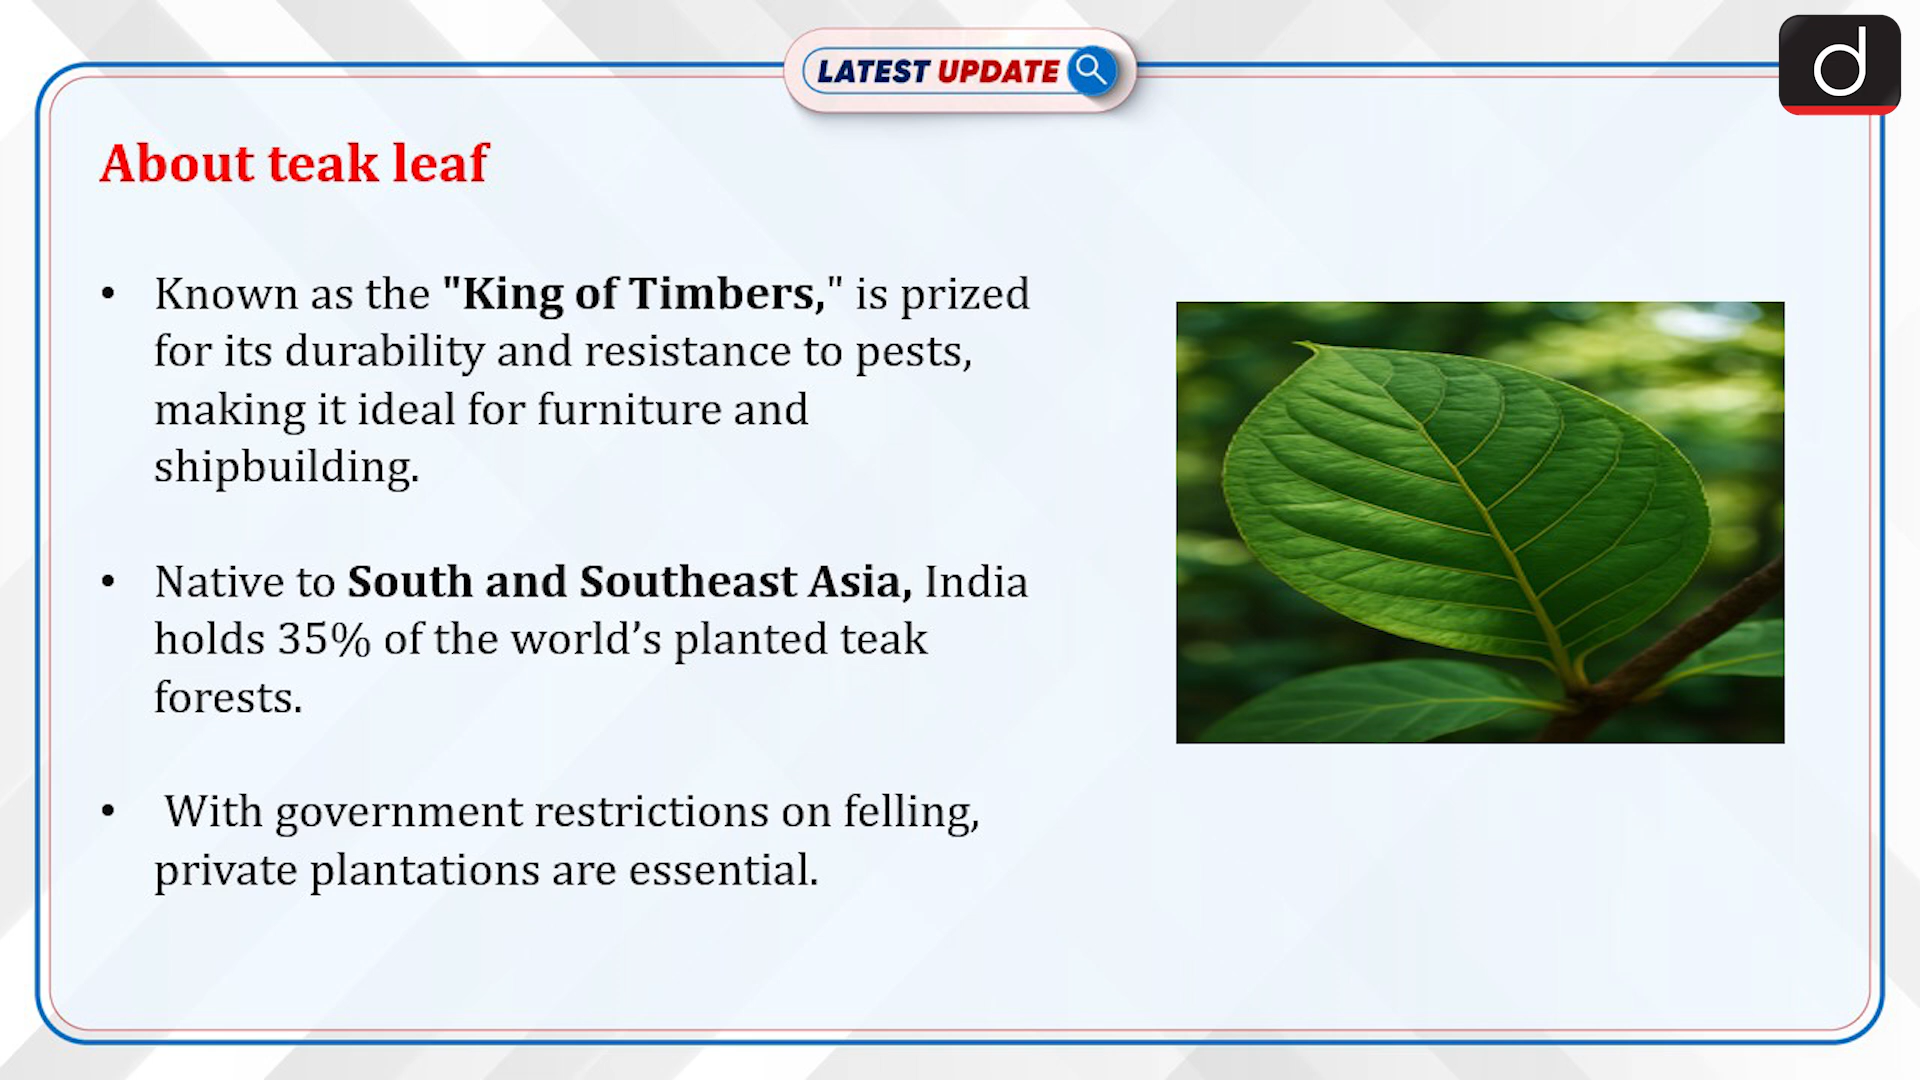 LATEST UPDATE
d
About teak leaf
• Known as the "King of Timbers," is prized
for its durability and resistance to pests,
making it ideal for furniture and
shipbuilding.
• Native to South and Southeast Asia, India
holds 35% of the world’s planted teak
forests.
• With government restrictions on felling,
private plantations are essential.